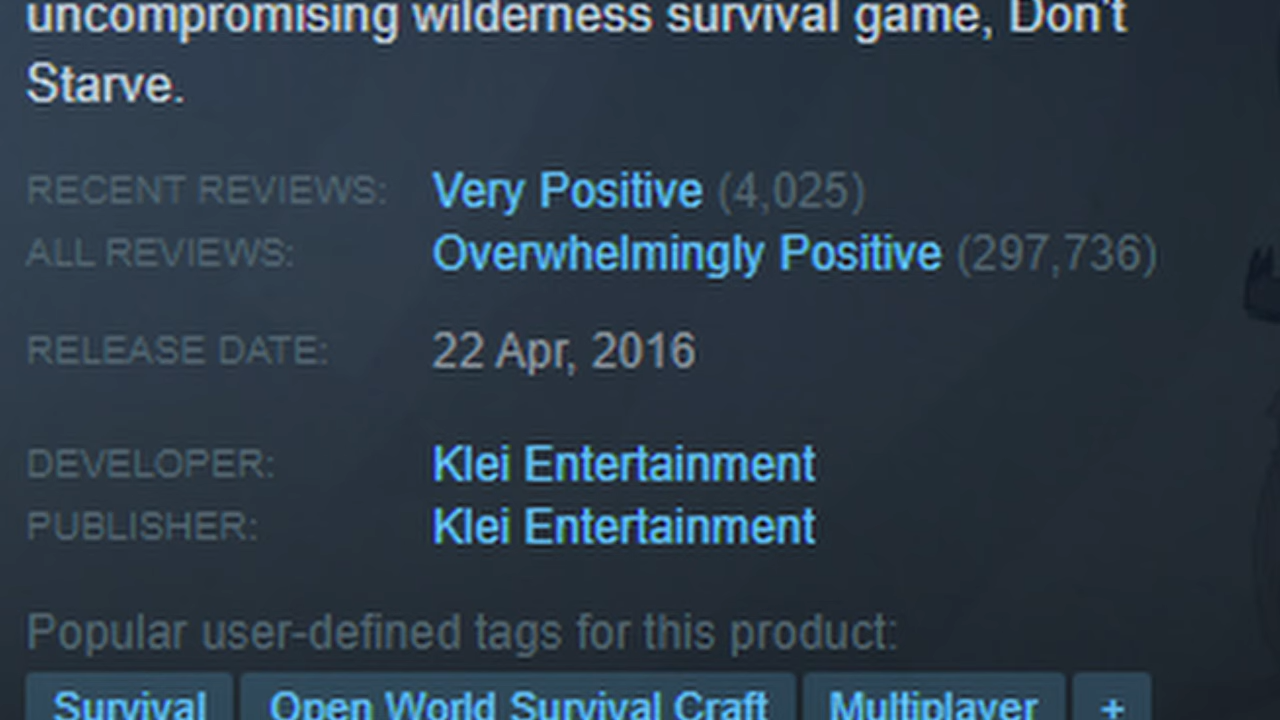 uncompromising wilderness survival game, Don't
Starve.
RECENT REVIEWS: Very Positive (4,025)
ALL REVIEWS: Overwhelmingly Positive (297,736)
RELEASE DATE: 22 Apr, 2016
DEVELOPER: Klei Entertainment
PUBLISHER: Klei Entertainment
Popular user-defined tags for this product:
Survival Open World Survival Craft Multiplayer +